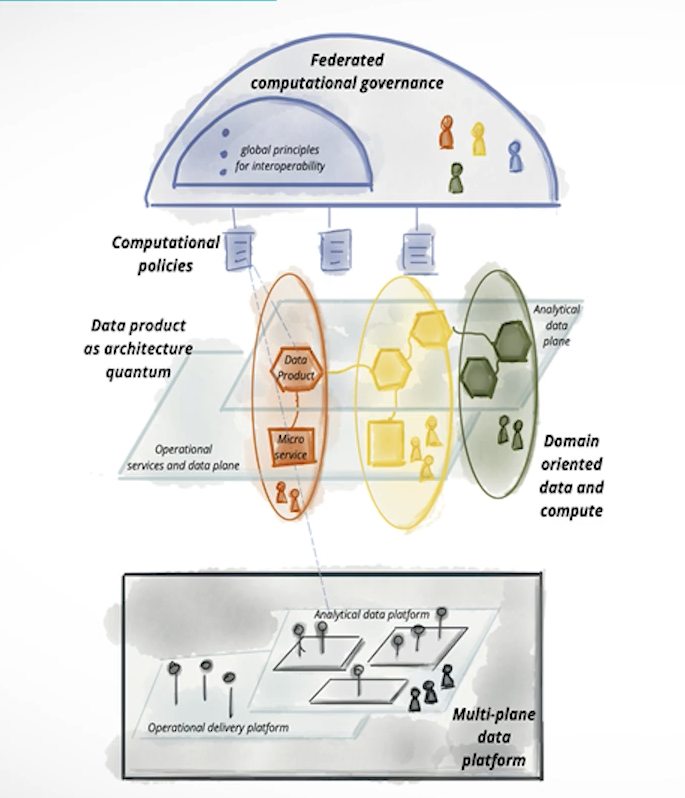 Federated
computational governance
global principles
for interoperability
Computational
policies
Data product
as architecture
quantum
Analytical
data
plane
Data
Product
Micro
service
Operational
services and data plane
Domain
oriented
data and
compute
Analytical data platform
Operational delivery platform
Multi-plane
data
platform